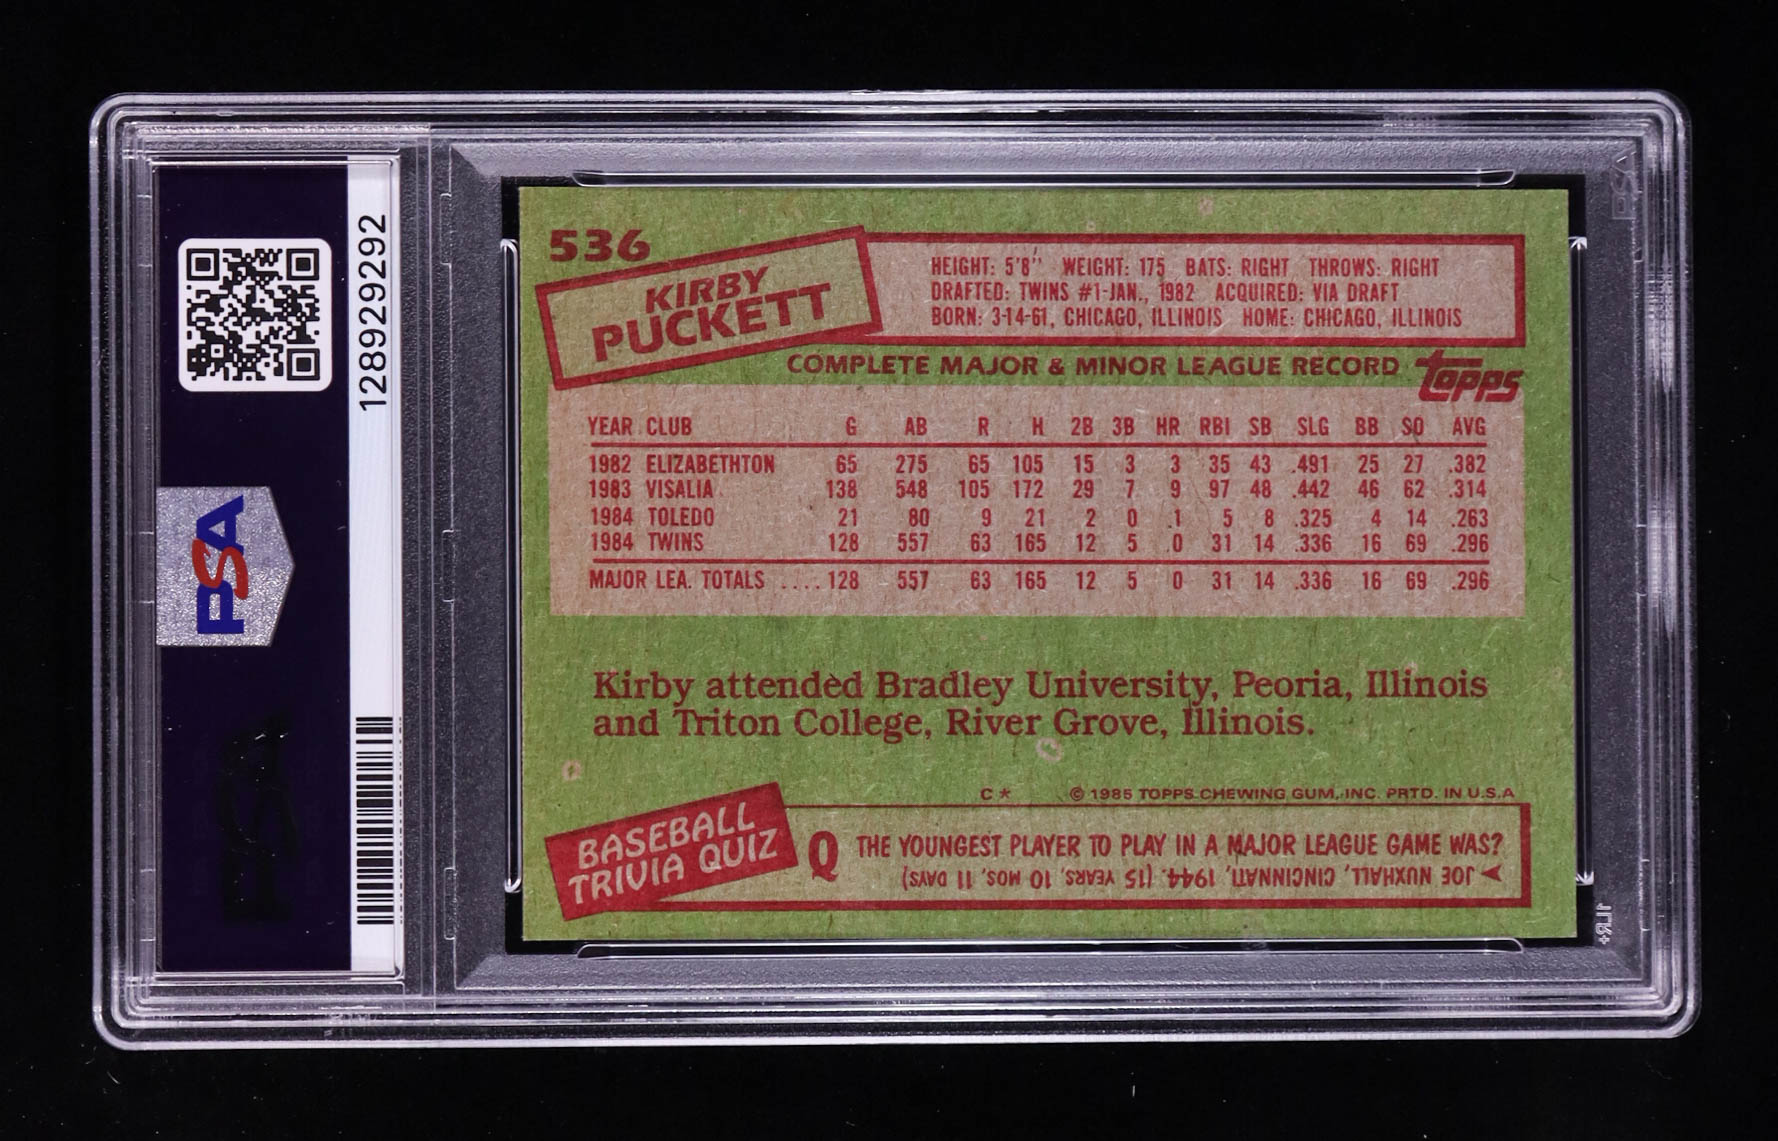 128929292
PSA
536
KIRBY
PUCKETT
HEIGHT: 5'8" WEIGHT: 175 BATS: RIGHT THROWS: RIGHT
DRAFTED: TWINS #1-JAN., 1982 ACQUIRED: VIA DRAFT
BORN: 3-14-61, CHICAGO, ILLINOIS HOME: CHICAGO, ILLINOIS
COMPLETE MAJOR & MINOR LEAGUE RECORD
topps
YEAR CLUB G AB R H 2B 3B HR RBI SB SLG BB SO AVG
1982 ELIZABETHTON 65 275 65 105 15 3 3 35 43 .491 25 27 .382
1983 VISALIA 138 548 105 172 29 7 9 97 48 .442 46 62 .314
1984 TOLEDO 21 80 9 21 2 0 1 5 8 .325 4 14 .263
1984 TWINS 128 557 63 165 12 5 0 31 14 .336 16 69 .296
MAJOR LEA. TOTALS ....128 557 63 165 12 5 0 31 14 .336 16 69 .296
Kirby attended Bradley University, Peoria, Illinois
and Triton College, River Grove, Illinois.
C* © 1985 TOPPS CHEWING GUM, INC. PRTD. IN U.S.A
BASEBALL
TRIVIA QUIZ
Q THE YOUNGEST PLAYER TO PLAY IN A MAJOR LEAGUE GAME WAS?
JOE NUXHALL, CINCINNATI, 1944. (15 YEARS, 10 MOS, 11 DAYS)
PSA
PSA
1LR+